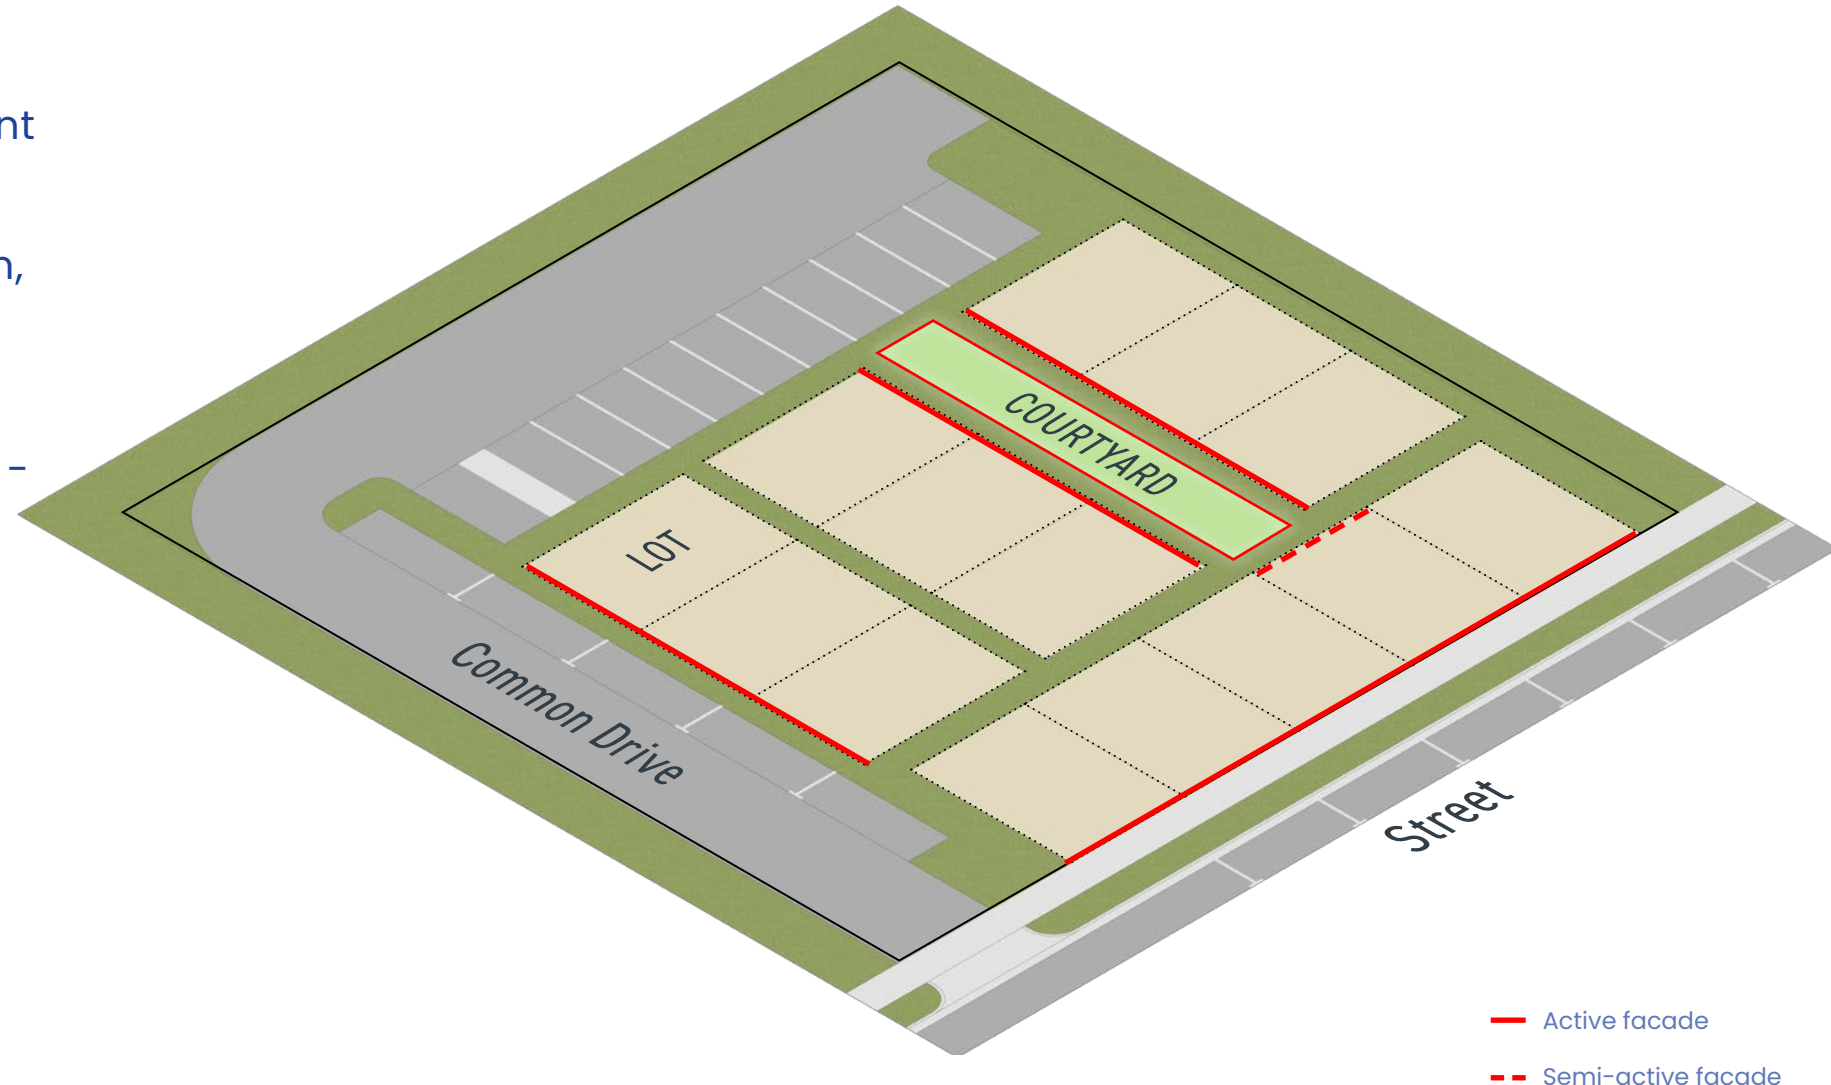 nt
n,
–
COURTYARD
LOT
Common Drive
Street
Active facade
Semi-active facade